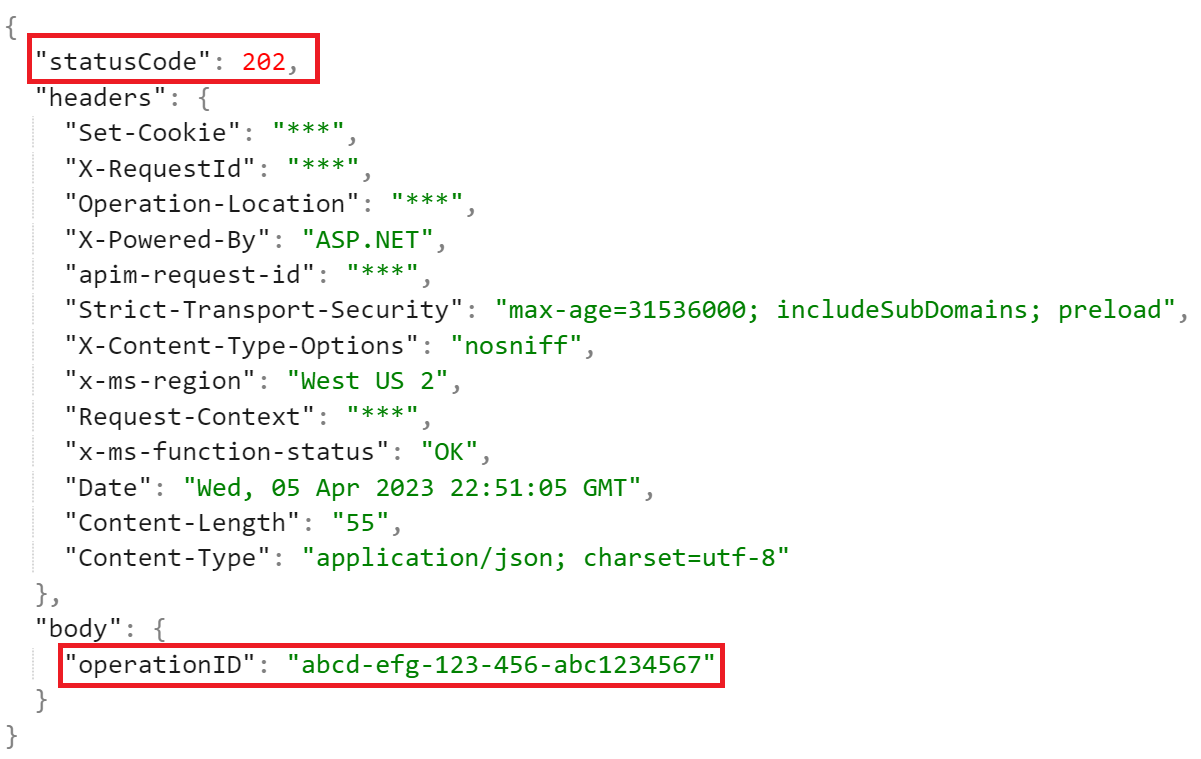 {
"statusCode": 202,
"headers": {
"Set-Cookie": "***",
"X-RequestId": "***",
"Operation-Location": "***",
"X-Powered-By": "ASP.NET",
"apim-request-id": "***",
"Strict-Transport-Security": "max-age=31536000; includeSubDomains; preload",
"X-Content-Type-Options": "nosniff",
"x-ms-region": "West US 2",
"Request-Context": "***",
"x-ms-function-status": "OK",
"Date": "Wed, 05 Apr 2023 22:51:05 GMT",
"Content-Length": "55",
"Content-Type": "application/json; charset=utf-8"
},
"body": {
"operationID": "abcd-efg-123-456-abc1234567"
}
}